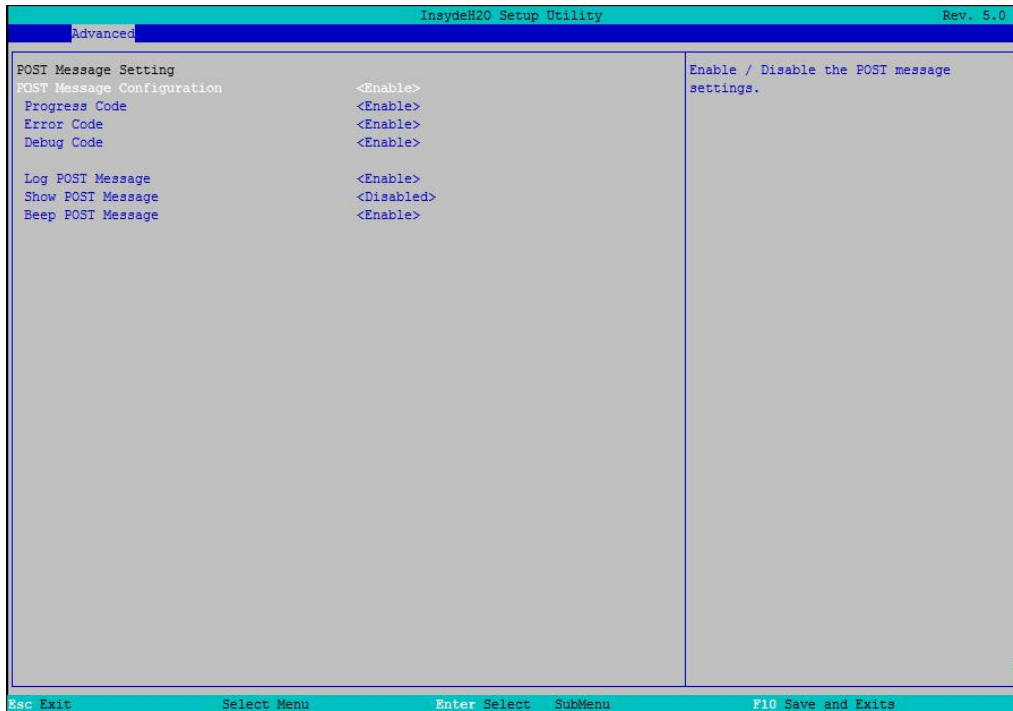 InsydeH2O Setup Utility Rev. 5.0
Advanced
POST Message Setting
POST Message Configuration <Enable>
Progress Code <Enable>
Error Code <Enable>
Debug Code <Enable>
Log POST Message <Enable>
Show POST Message <Disabled>
Beep POST Message <Enable>
Enable / Disable the POST message
settings.
Esc Exit Select Menu Enter Select SubMenu F10 Save and Exits